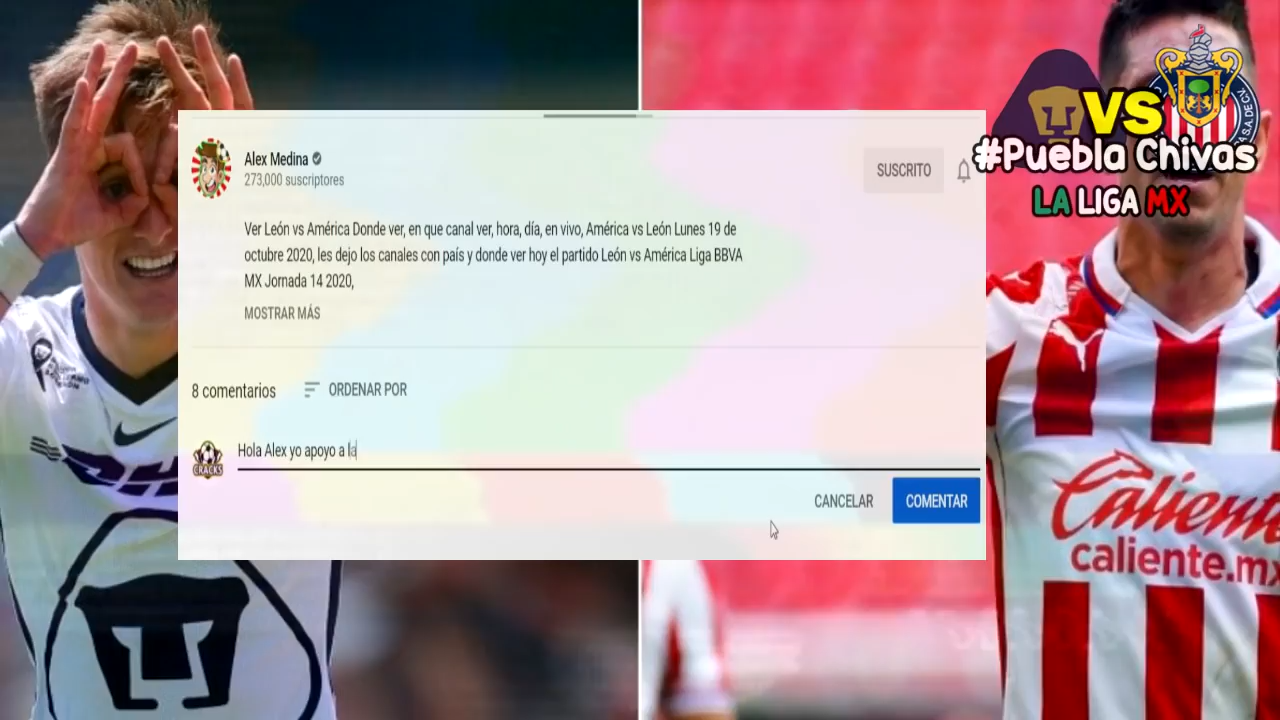 Alex Medina
273,000 suscriptores
SUSCRITO
VS
#Puebla Chivas
LA LIGA MX
Ver León vs América Donde ver, en que canal ver, hora, día, en vivo, América vs León Lunes 19 de
octubre 2020, les dejo los canales con país y donde ver hoy el partido León vs América Liga BBVA
MX Jornada 14 2020,
MOSTRAR MÁS
8 comentarios
ORDENAR POR
CRACKS
Hola Alex yo apoyo a la
CANCELAR
COMENTAR
Caliente
caliente.mx